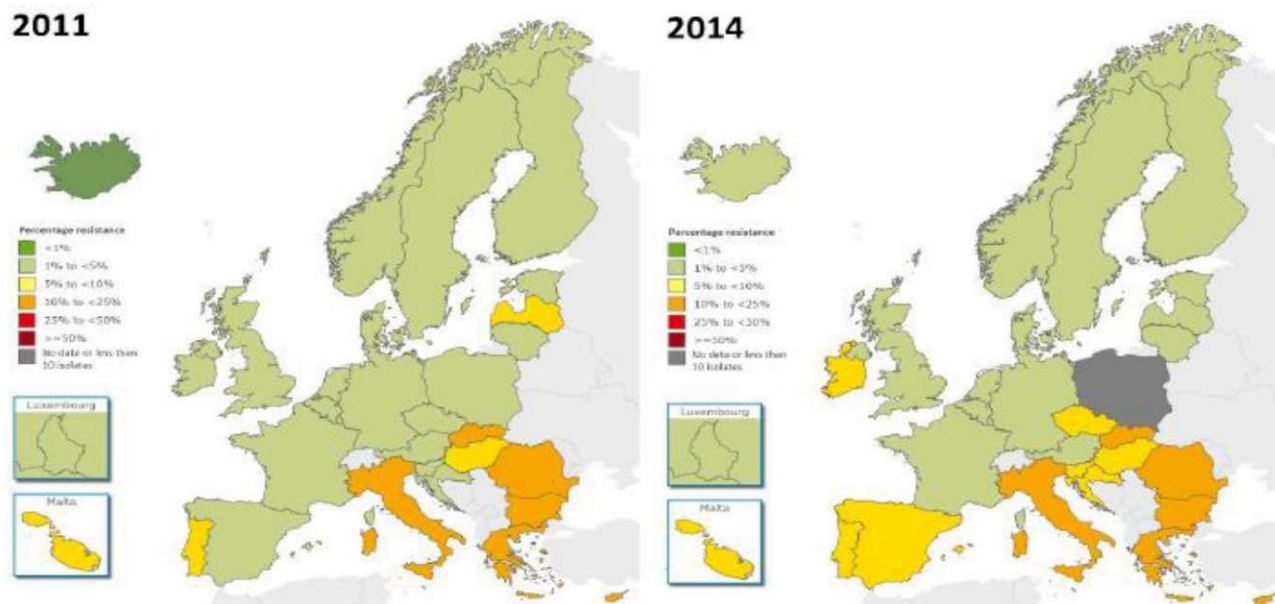 2011
Percentage resistance
<1%
1% to <5%
5% to <10%
10% to <25%
25% to <50%
>=50%
No data or less than
10 isolates
Luxembourg
Malta
2014
Percentage resistance
<1%
1% to <5%
5% to <10%
10% to <25%
25% to <50%
>=50%
No data or less than
10 isolates
Luxembourg
Malta